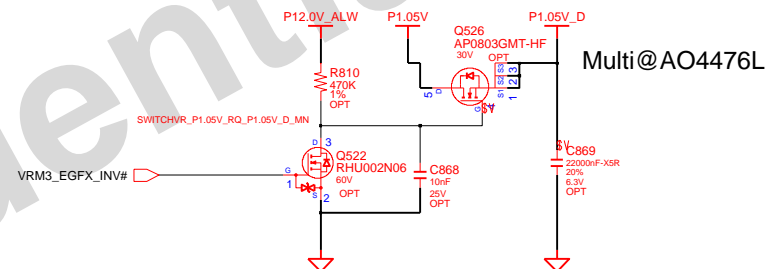 P12.0V_ALW
P1.05V
P1.05V_D
Q526
AP0803GMT-HF
30V
OPT
Multi@AO4476L
R810
470K
1%
OPT
5
D
S3
S2
S1
3
2
1
G
4
SWITCHVR_P1.05V_RQ_P1.05V_D_MN
D
3
Q522
RHU002N06
60V
OPT
VRM3_EGFX_INV#
G
1
S
2
C868
10nF
25V
OPT
C869
22000nF-X5R
20%
6.3V
OPT